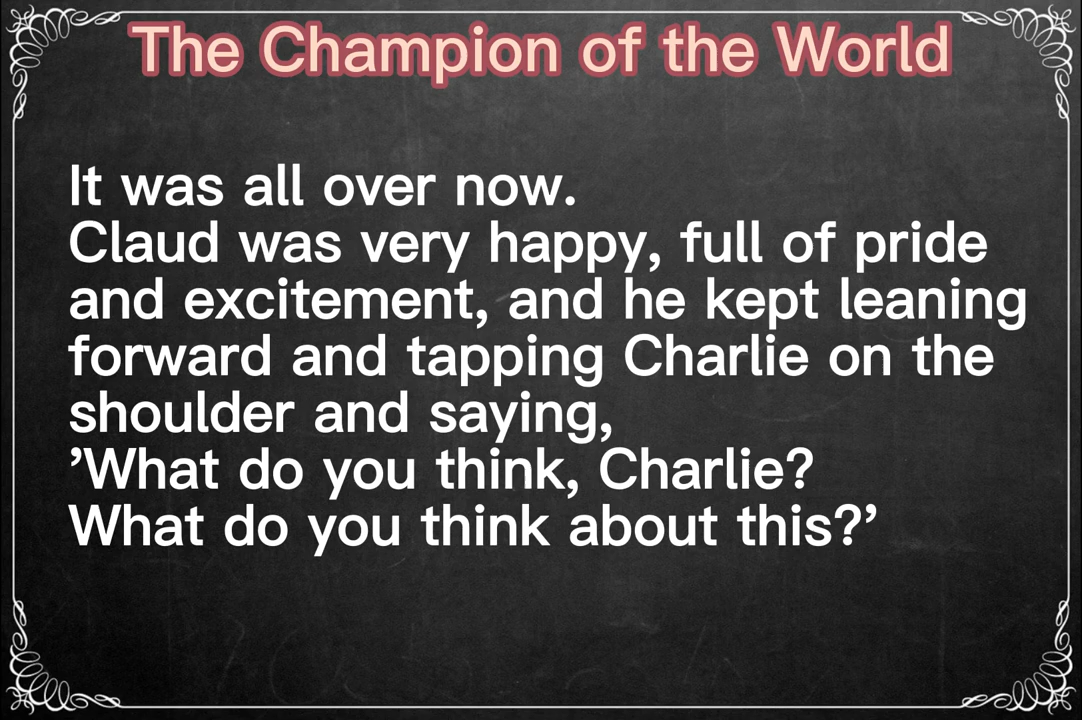 The Champion of the World
It was all over now.
Claud was very happy, full of pride
and excitement, and he kept leaning
forward and tapping Charlie on the
shoulder and saying,
’What do you think, Charlie?
What do you think about this?’